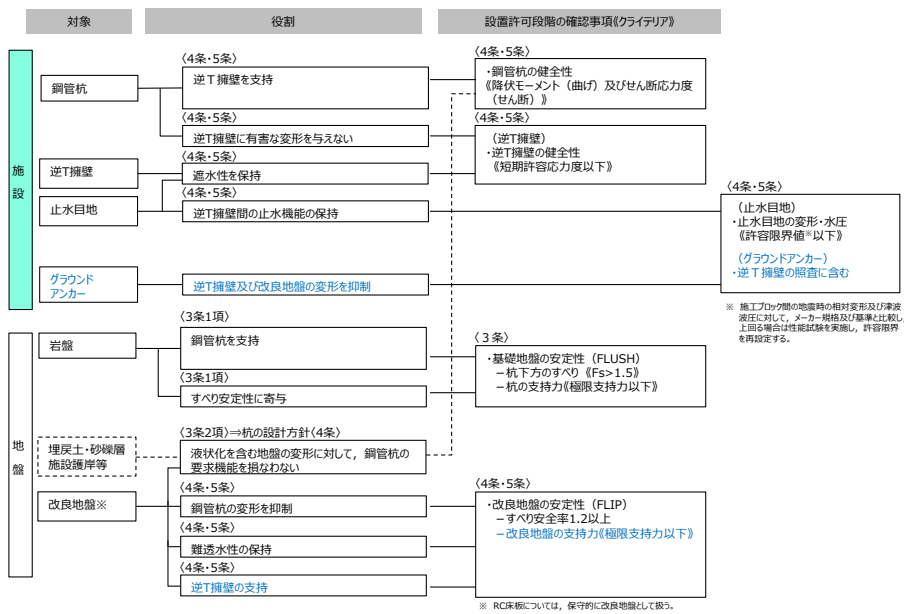 対象
役割
設置許可段階の確認事項《クライテリア》
施設
鋼管杭
〈4条・5条〉
逆T擁壁を支持
〈4条・5条〉
・鋼管杭の健全性
《降伏モーメント（曲げ）及びせん断応力度
（せん断）》
〈4条・5条〉
逆T擁壁に有害な変形を与えない
〈4条・5条〉
（逆T擁壁）
・逆T擁壁の健全性
《短期許容応力度以下》
逆T擁壁
〈4条・5条〉
遮水性を保持
止水目地
〈4条・5条〉
逆T擁壁間の止水機能の保持
〈4条・5条〉
（止水目地）
・止水目地の変形・水圧
《許容限界値※以下》
（グラウンドアンカー）
・逆T擁壁の照査に含む
グラウンド
アンカー
逆T擁壁及び改良地盤の変形を抑制
※ 施工ブロック間の地震時の相対変形及び津波
波圧に対して，メーカー規格及び基準と比較し，
上回る場合は性能試験を実施し，許容限界
を再設定する。
地盤
岩盤
〈3条1項〉
鋼管杭を支持
〈3条1項〉
すべり安定性に寄与
〈３条〉
・基礎地盤の安定性（FLUSH）
－杭下方のすべり《Fs>1.5》
－杭の支持力《極限支持力以下》
埋戻土・砂礫層
施設護岸等
〈3条2項〉⇒杭の設計方針〈4条〉
液状化を含む地盤の変形に対して，鋼管杭の
要求機能を損なわない
改良地盤※
〈4条・5条〉
鋼管杭の変形を抑制
〈4条・5条〉
難透水性の保持
〈4条・5条〉
逆T擁壁の支持
〈4条・5条〉
・改良地盤の安定性（FLIP）
－すべり安全率1.2以上
－改良地盤の支持力《極限支持力以下》
※ RC床板については，保守的に改良地盤として扱う。